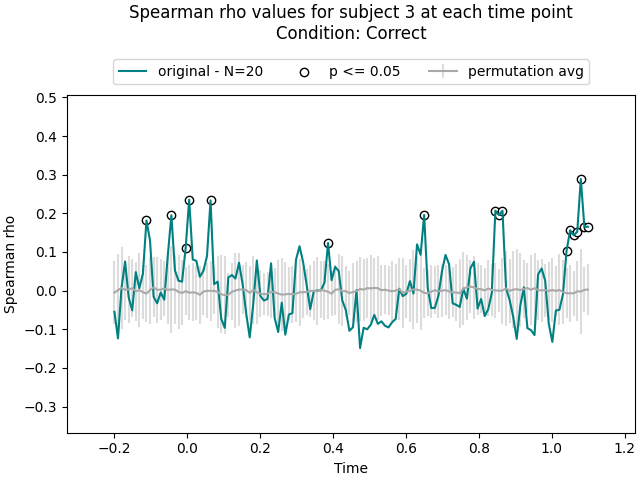 Spearman rho values for subject 3 at each time point
Condition: Correct
original - N=20
p <= 0.05
permutation avg
0.5
0.4
0.3
0.2
0.1
0.0
−0.1
−0.2
−0.3
Spearman rho
−0.2
0.0
0.2
0.4
0.6
0.8
1.0
1.2
Time